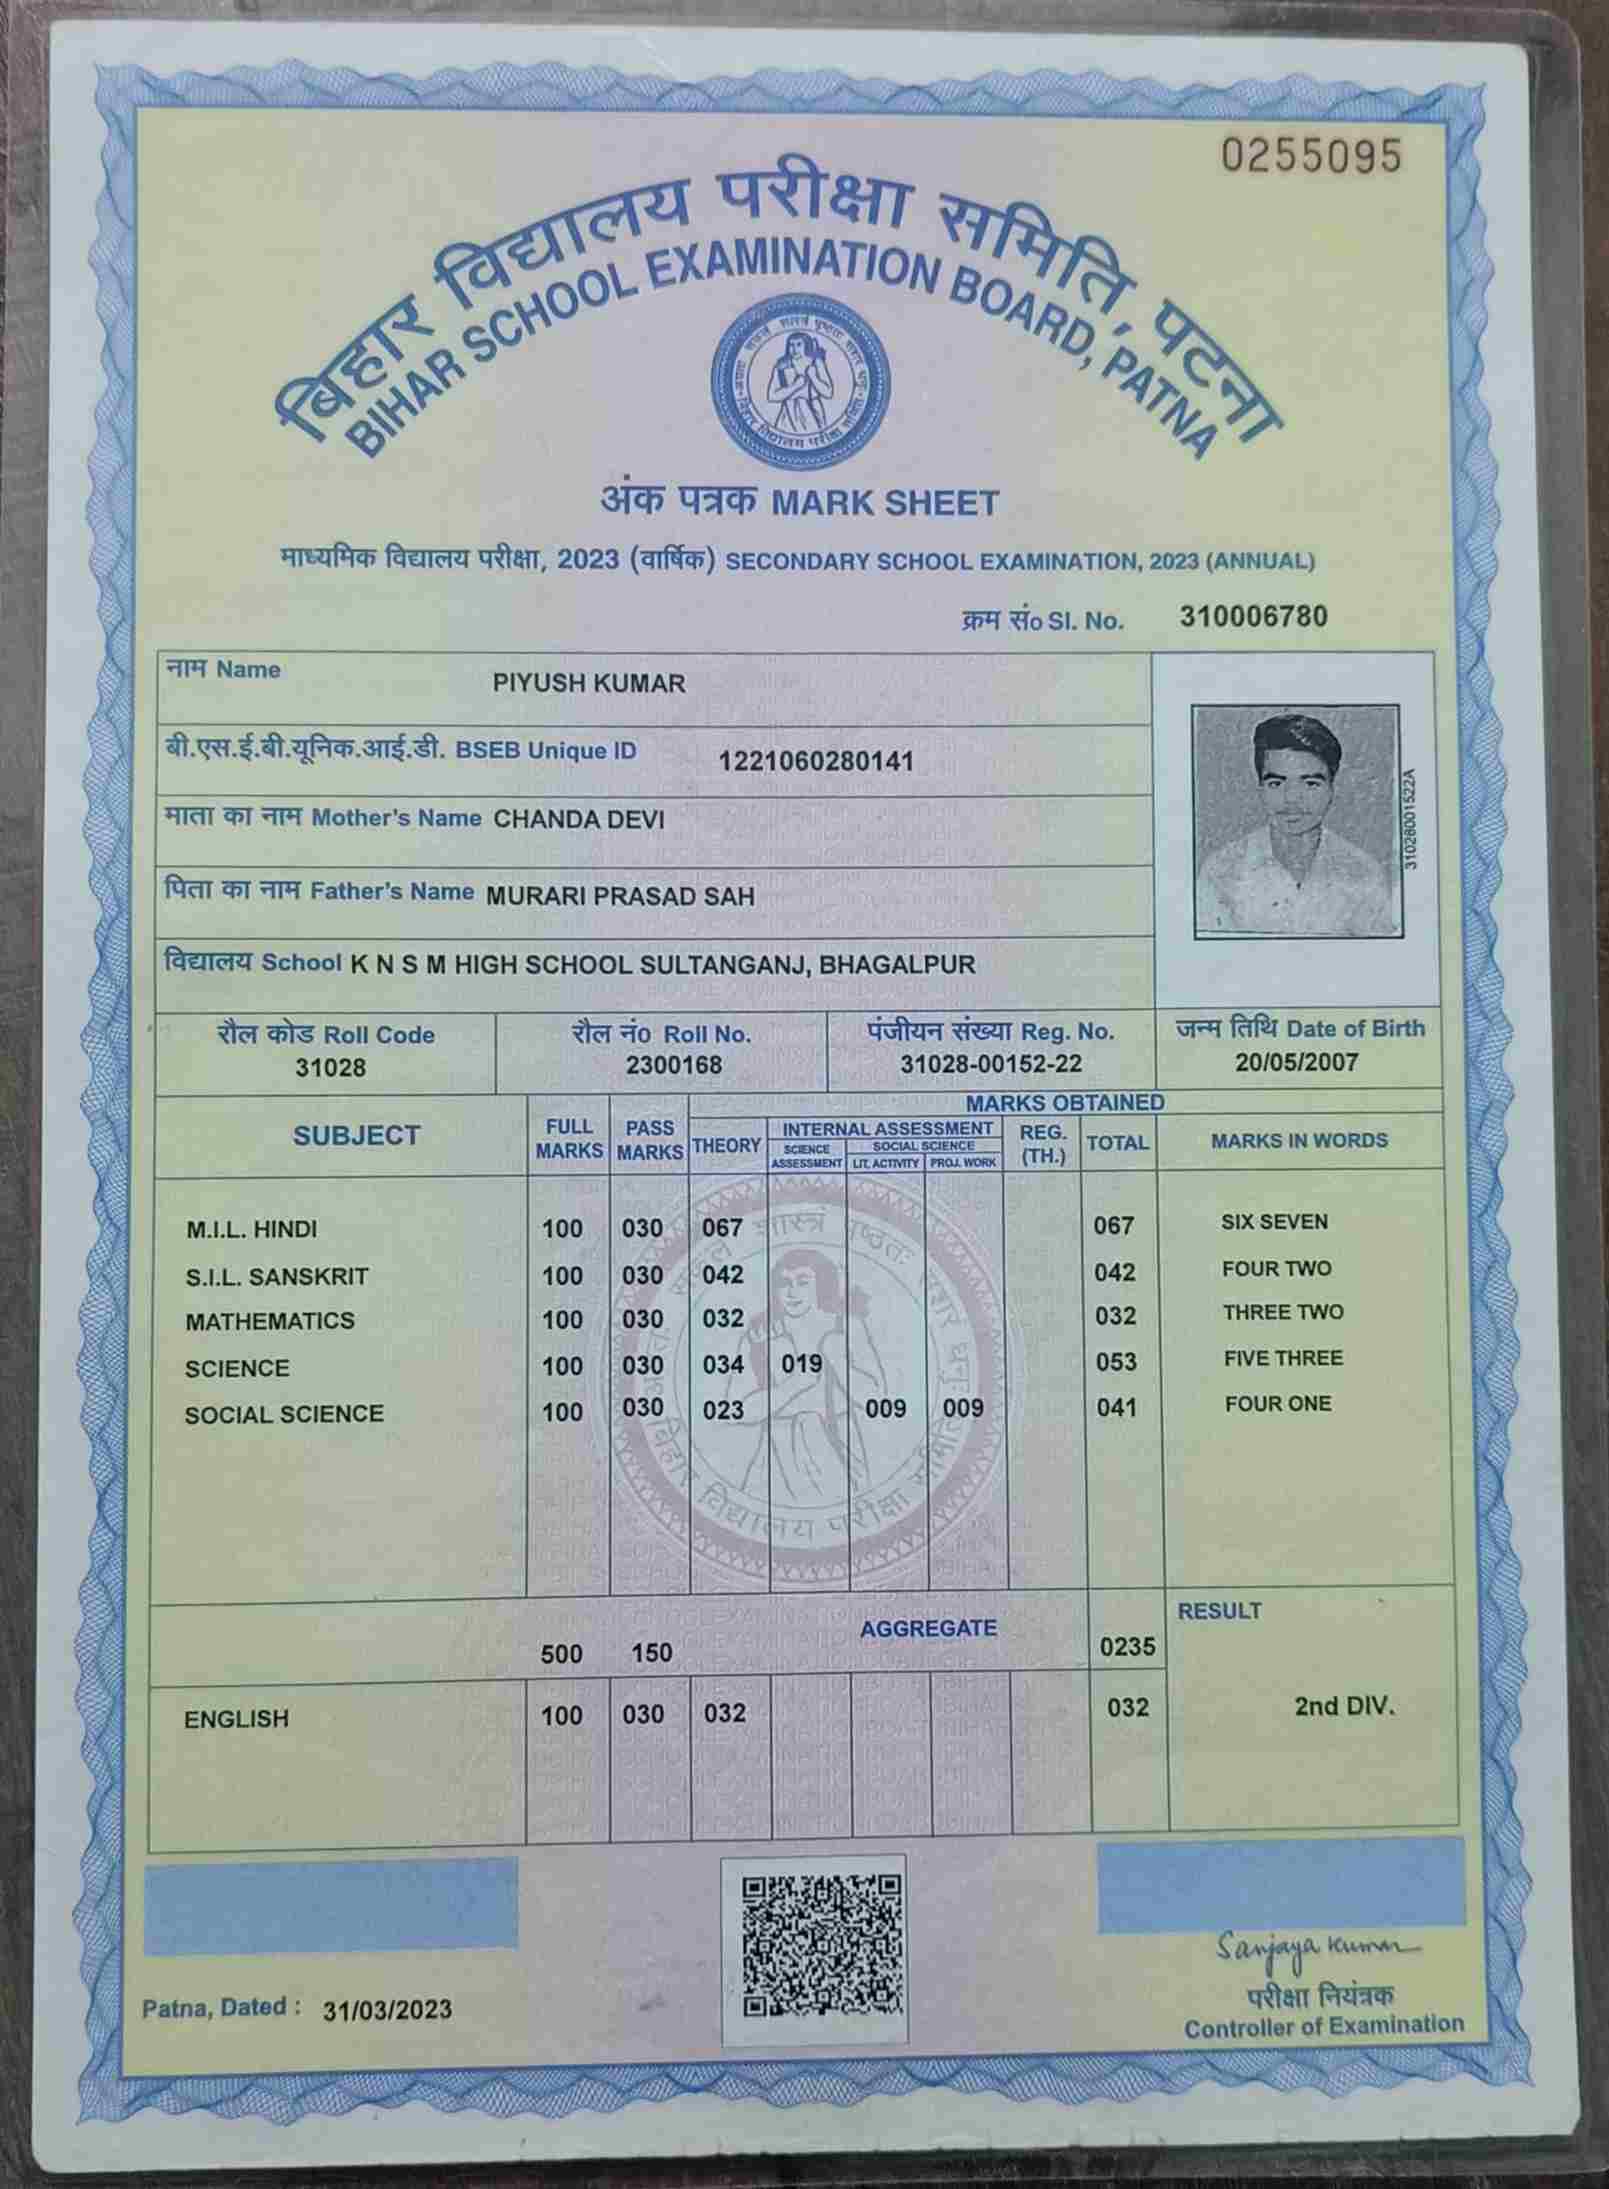 0255095
बिहार विद्यालय परीक्षा समिति, पटना
BIHAR SCHOOL EXAMINATION BOARD, PATNA
अंक पत्रक MARK SHEET
माध्यमिक विद्यालय परीक्षा, 2023 (वार्षिक) SECONDARY SCHOOL EXAMINATION, 2023 (ANNUAL)
क्रम सं० Sl. No. 310006780
नाम Name PIYUSH KUMAR
बी.एस.ई.बी.यूनिक.आई.डी. BSEB Unique ID 1221060280141
माता का नाम Mother's Name CHANDA DEVI
पिता का नाम Father's Name MURARI PRASAD SAH
विद्यालय School K N S M HIGH SCHOOL SULTANGANJ, BHAGALPUR
31028001522A
रौल कोड Roll Code रौल नं० Roll No. पंजीयन संख्या Reg. No. जन्म तिथि Date of Birth
31028 2300168 31028-00152-22 20/05/2007
MARKS OBTAINED
SUBJECT FULL MARKS PASS MARKS THEORY INTERNAL ASSESSMENT REG. (TH.) TOTAL MARKS IN WORDS
SCIENCE ASSESSMENT SOCIAL SCIENCE
LIT. ACTIVITY PROJ. WORK
M.I.L. HINDI 100 030 067 067 SIX SEVEN
S.I.L. SANSKRIT 100 030 042 042 FOUR TWO
MATHEMATICS 100 030 032 032 THREE TWO
SCIENCE 100 030 034 019 053 FIVE THREE
SOCIAL SCIENCE 100 030 023 009 009 041 FOUR ONE
बिहार विद्यालय परीक्षा समिति
500 150 AGGREGATE 0235 RESULT
ENGLISH 100 030 032 032 2nd DIV.
Sanjaya Kumar
परीक्षा नियंत्रक
Controller of Examination
Patna, Dated : 31/03/2023